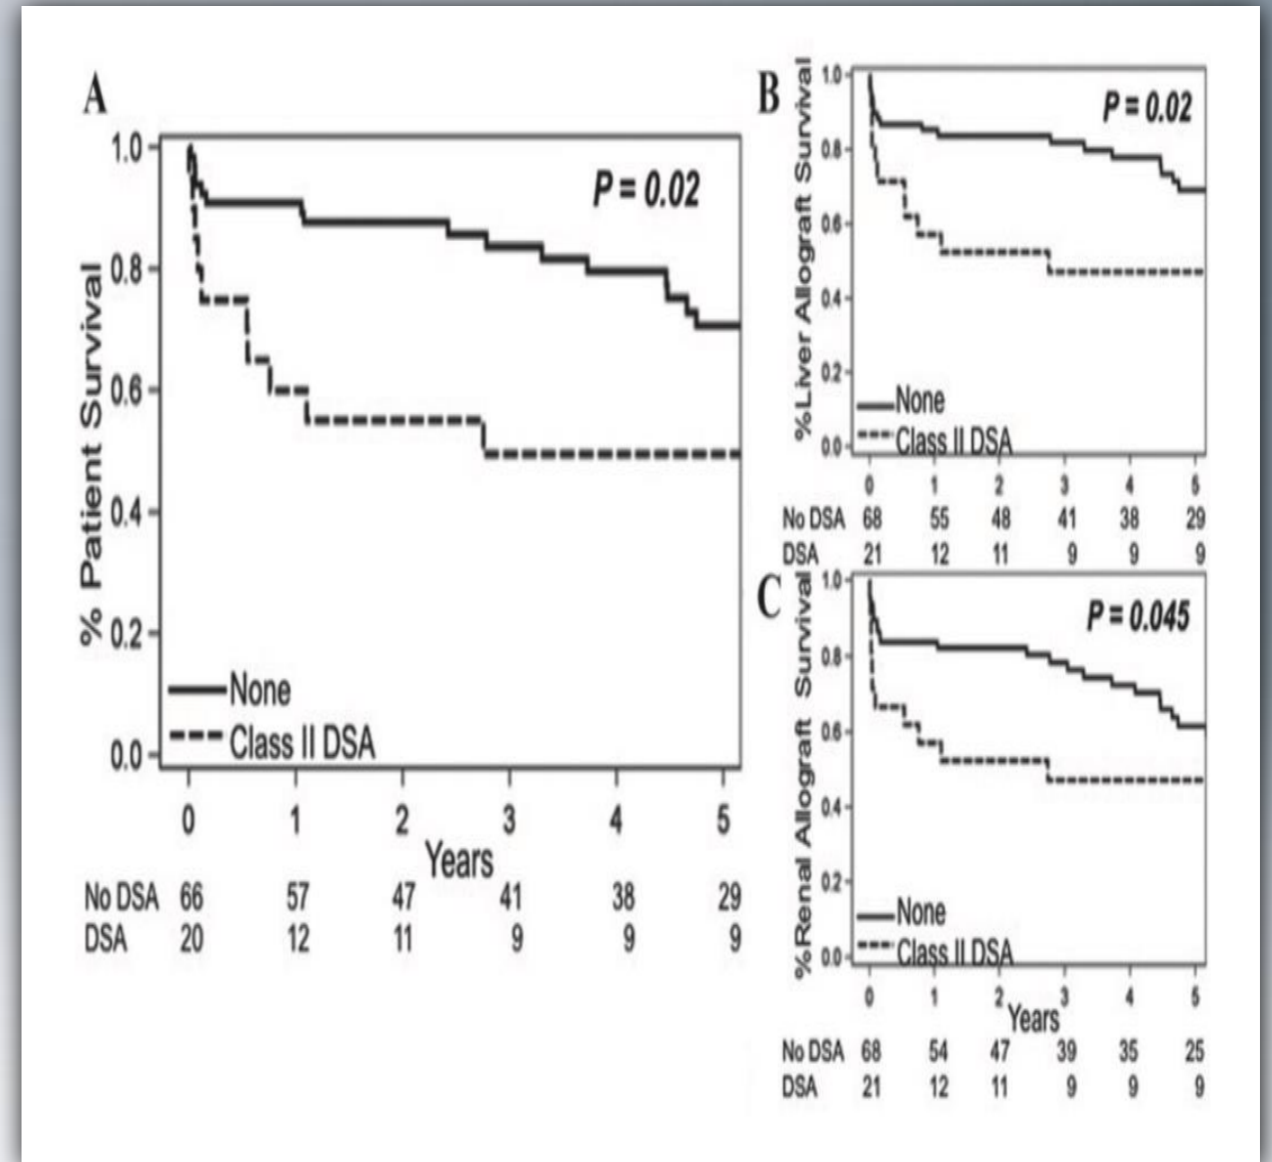 A
% Patient Survival
P = 0.02
1.0
0.8
0.6
0.4
0.2
0.0
None
Class II DSA
0 1 2 3 4 5
Years
No DSA 66 57 47 41 38 29
DSA 20 12 11 9 9 9
B
%Liver Allograft Survival
P = 0.02
1.0
0.8
0.6
0.4
0.2
0.0
None
Class II DSA
0 1 2 3 4 5
No DSA 68 55 48 41 38 29
DSA 21 12 11 9 9 9
C
%Renal Allograft Survival
P = 0.045
1.0
0.8
0.6
0.4
0.2
0.0
None
Class II DSA
0 1 2 3 4 5
Years
No DSA 68 54 47 39 35 25
DSA 21 12 11 9 9 9